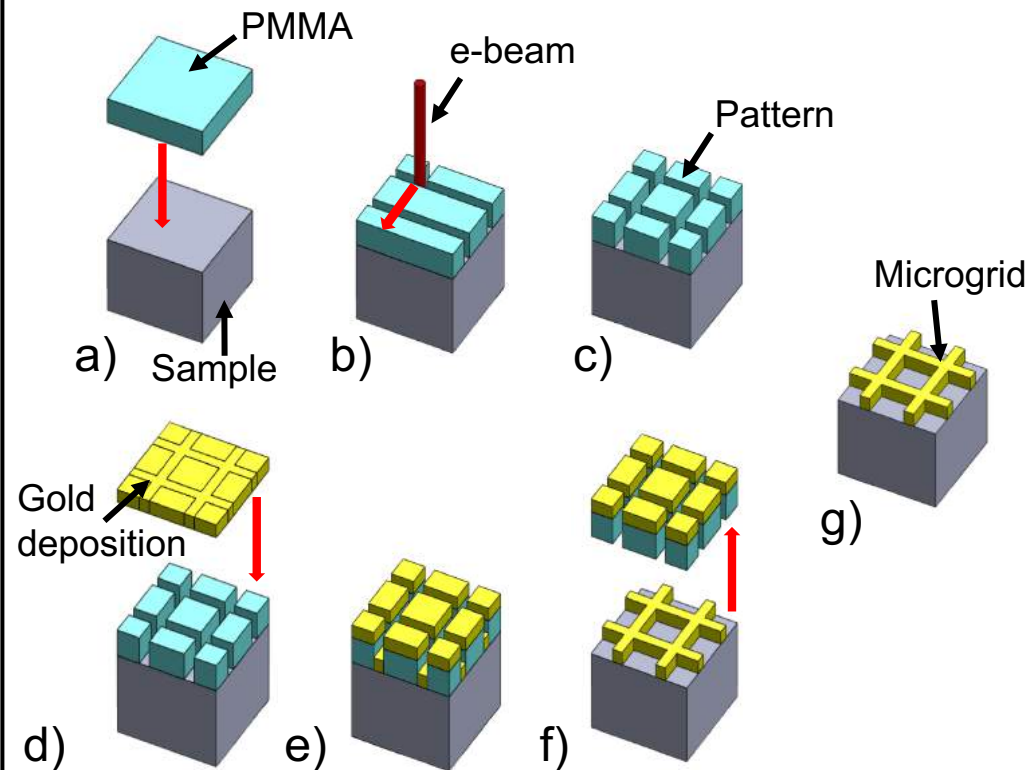 PMMA
e-beam
Pattern
a)
Sample
b)
c)
Microgrid
Gold
deposition
g)
d)
e)
f)